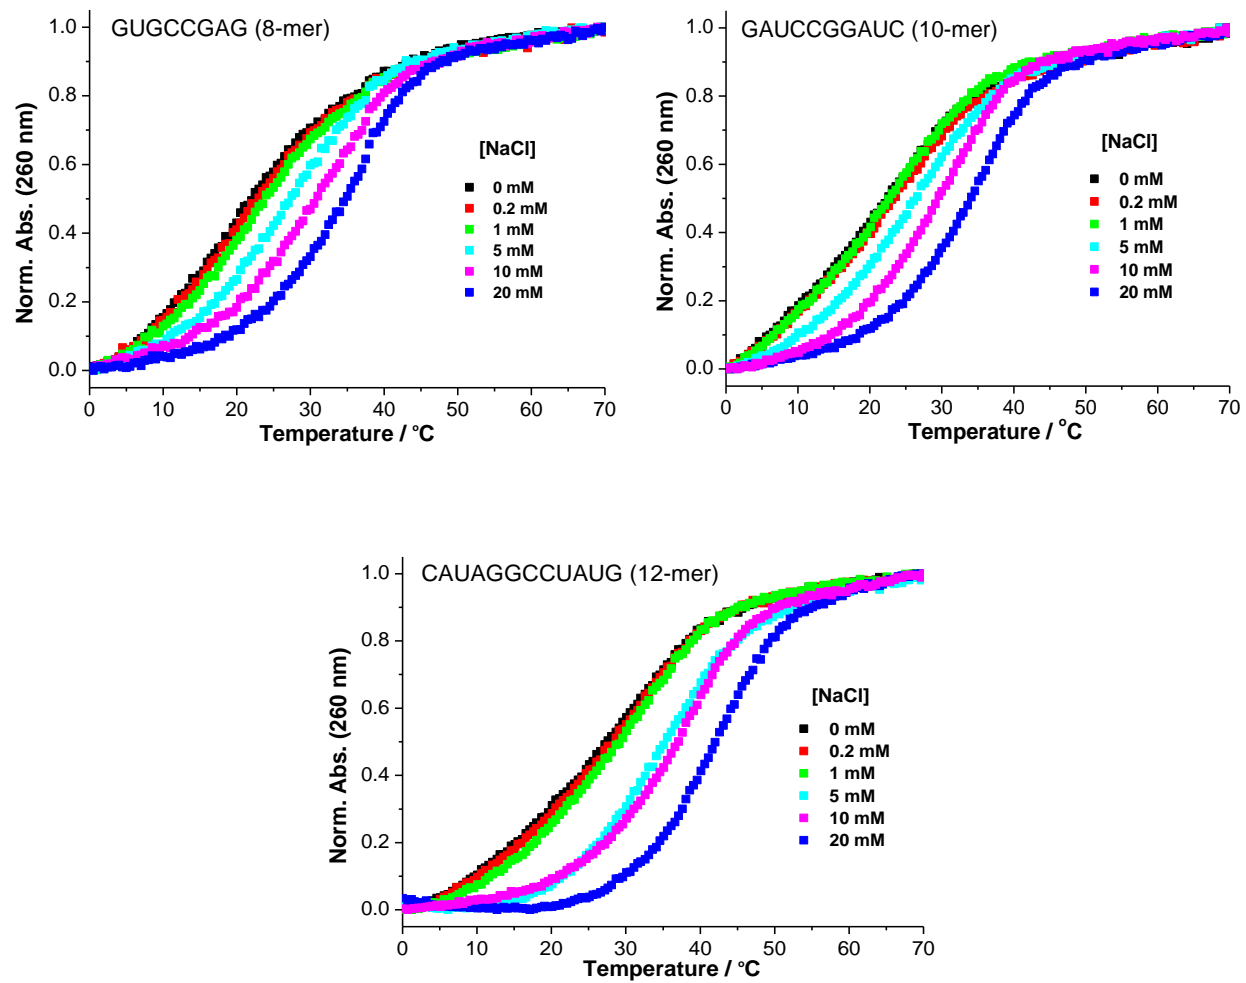 GUGCCGAG (8-mer)
Norm. Abs. (260 nm)
1.0
0.8
0.6
0.4
0.2
0.0
[NaCl]
0 mM
0.2 mM
1 mM
5 mM
10 mM
20 mM
0 10 20 30 40 50 60 70
Temperature / °C
GAUCCGGAUC (10-mer)
Norm. Abs. (260 nm)
1.0
0.8
0.6
0.4
0.2
0.0
[NaCl]
0 mM
0.2 mM
1 mM
5 mM
10 mM
20 mM
0 10 20 30 40 50 60 70
Temperature / °C
CAUAGGCCUAUG (12-mer)
Norm. Abs. (260 nm)
1.0
0.8
0.6
0.4
0.2
0.0
[NaCl]
0 mM
0.2 mM
1 mM
5 mM
10 mM
20 mM
0 10 20 30 40 50 60 70
Temperature / °C